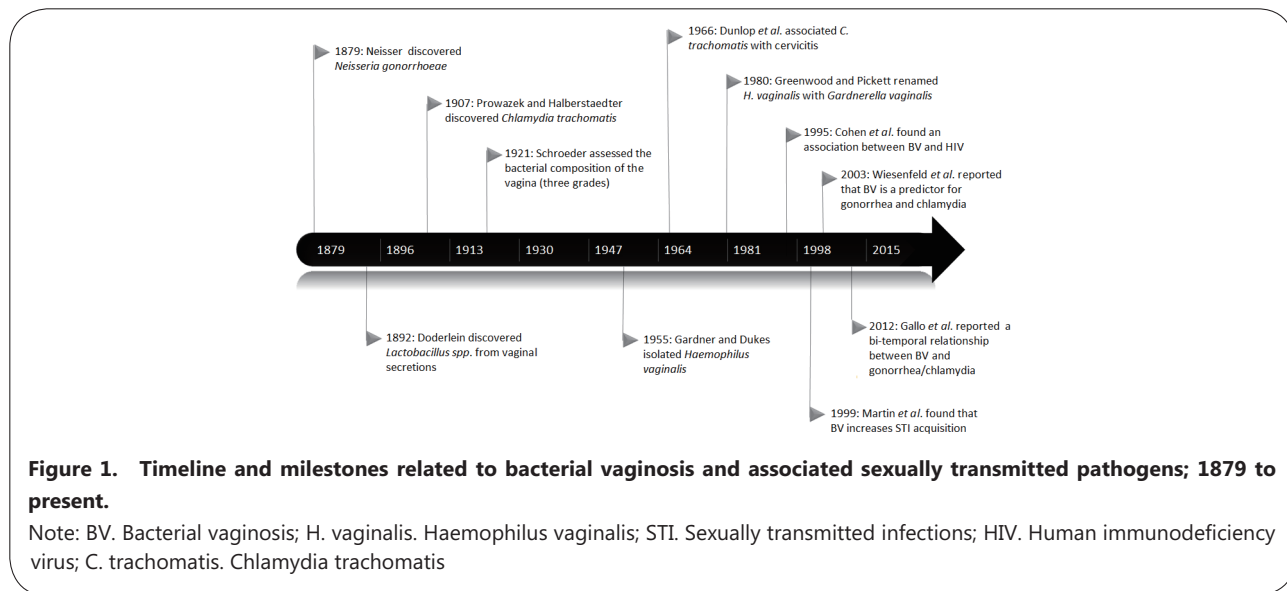 1879: Neisser discovered
Neisseria gonorrhoeae
1907: Prowazek and Halberstaedter
discovered Chlamydia trachomatis
1921: Schroeder assessed the
bacterial composition of the
vagina (three grades)
1966: Dunlop et al. associated C.
trachomatis with cervicitis
1980: Greenwood and Pickett renamed
H. vaginalis with Gardnerella vaginalis
1995: Cohen et al. found an
association between BV and HIV
2003: Wiesenfeld et al. reported
that BV is a predictor for
gonorrhea and chlamydia
1879 1896 1913 1930 1947 1964 1981 1998 2015
1892: Doderlein discovered
Lactobacillus spp. from vaginal
secretions
1955: Gardner and Dukes
isolated Haemophilus
vaginalis
2012: Gallo et al. reported a
bi-temporal relationship
between BV and
gonorrhea/chlamydia
1999: Martin et al. found that
BV increases STI acquisition
Figure 1. Timeline and milestones related to bacterial vaginosis and associated sexually transmitted pathogens; 1879 to
present.
Note: BV. Bacterial vaginosis; H. vaginalis. Haemophilus vaginalis; STI. Sexually transmitted infections; HIV. Human immunodeficiency
virus; C. trachomatis. Chlamydia trachomatis